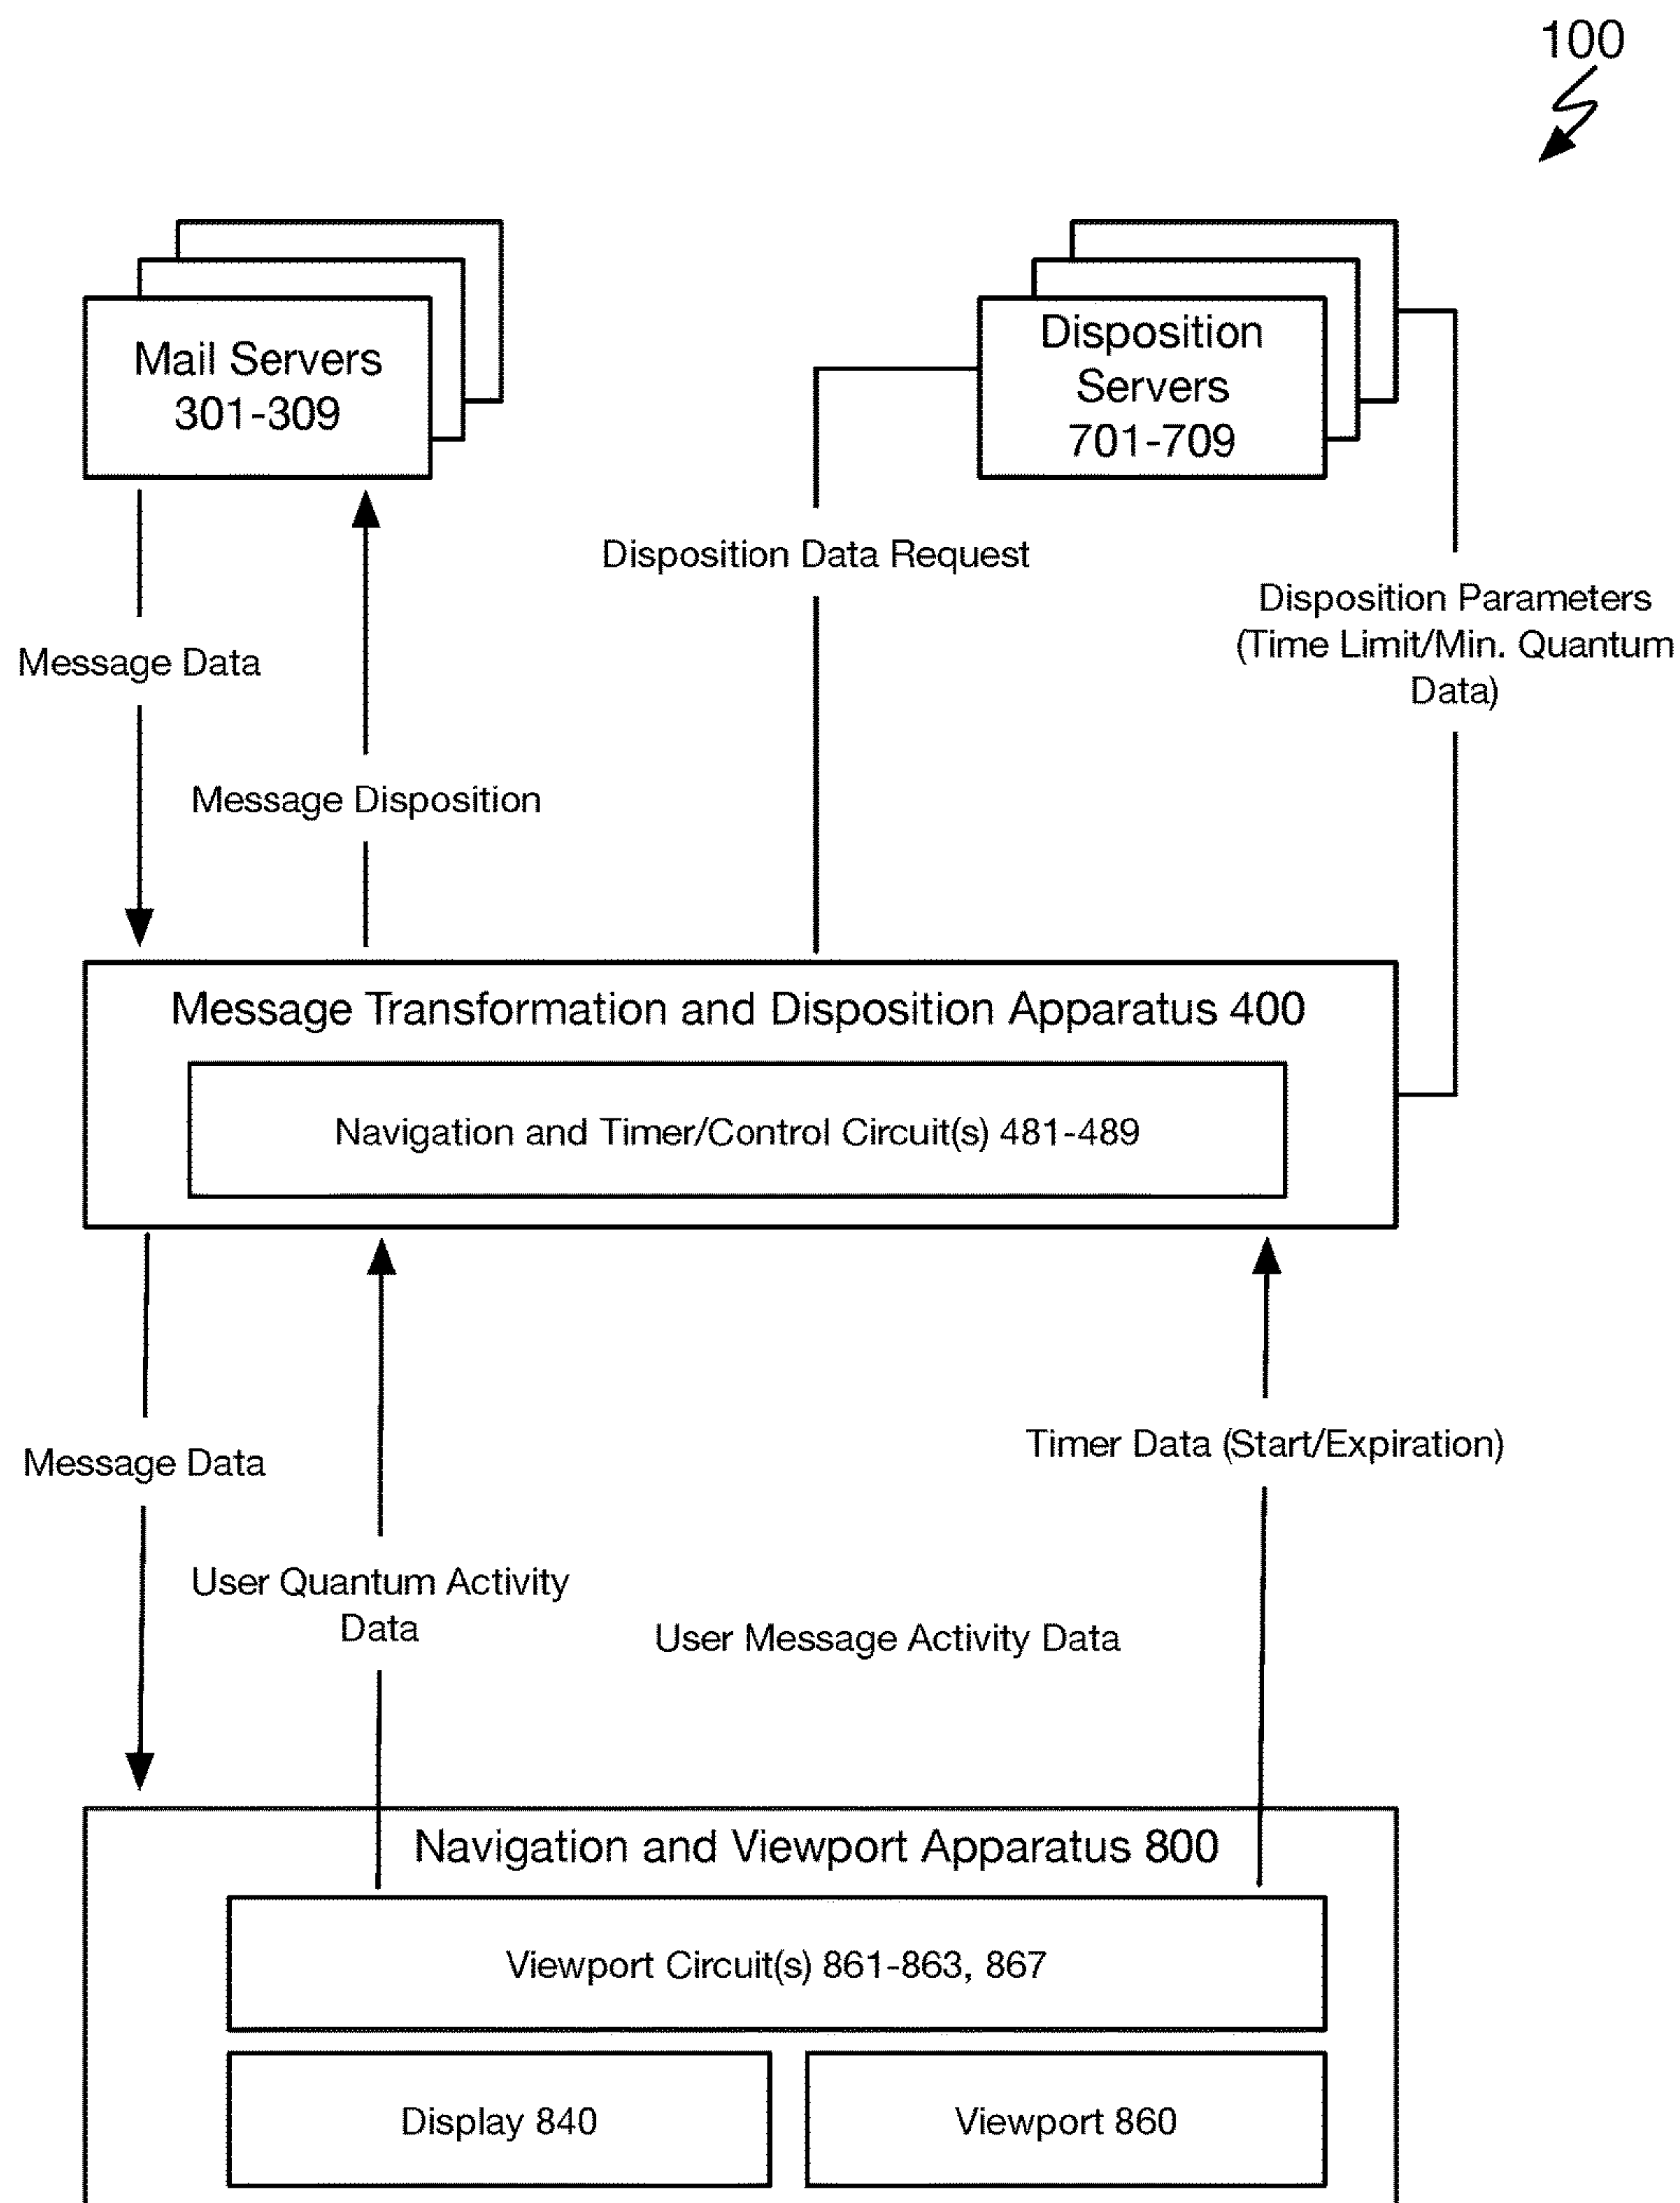 100
Mail Servers
301-309
Disposition
Servers
701-709
Disposition Data Request
Disposition Parameters
(Time Limit/Min. Quantum
Data)
Message Data
Message Disposition
Message Transformation and Disposition Apparatus 400
Navigation and Timer/Control Circuit(s) 481-489
Timer Data (Start/Expiration)
Message Data
User Quantum Activity
Data
User Message Activity Data
Navigation and Viewport Apparatus 800
Viewport Circuit(s) 861-863, 867
Display 840
Viewport 860